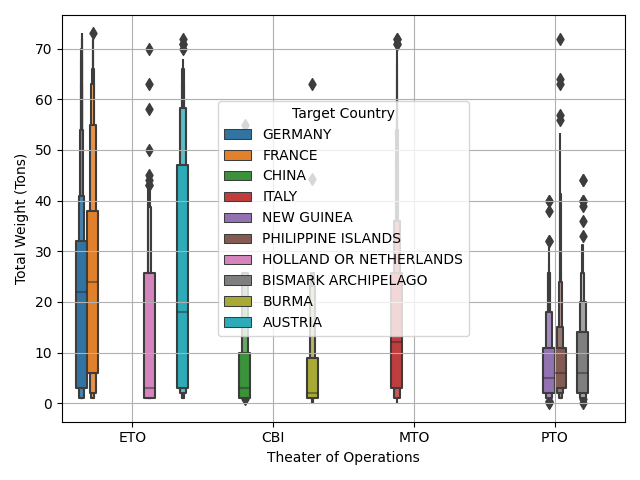 Total Weight (Tons)
70
60
50
40
30
20
10
0
Target Country
GERMANY
FRANCE
CHINA
ITALY
NEW GUINEA
PHILIPPINE ISLANDS
HOLLAND OR NETHERLANDS
BISMARK ARCHIPELAGO
BURMA
AUSTRIA
ETO CBI MTO PTO
Theater of Operations